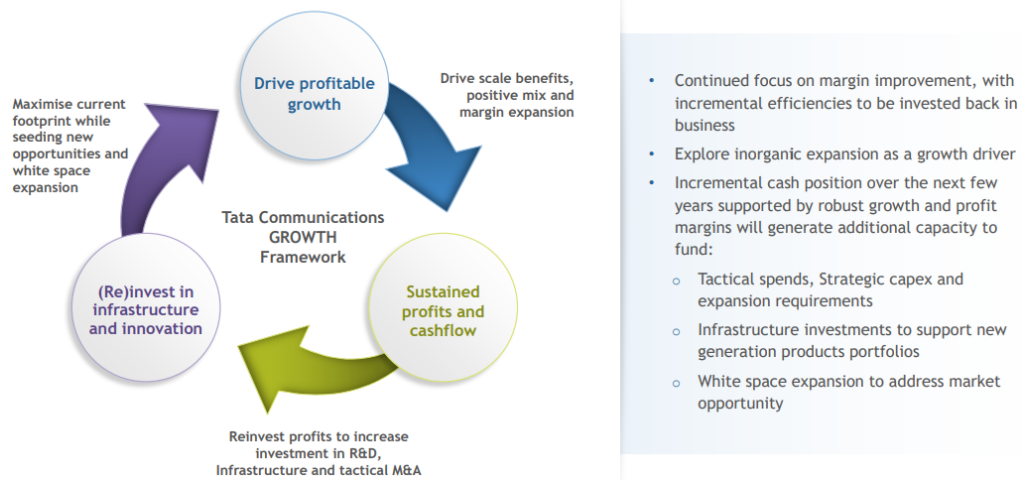 Drive profitable
growth
Drive scale benefits,
positive mix and
margin expansion
Maximise current
footprint while
seeding new
opportunities and
white space
expansion
Tata Communications
GROWTH
Framework
(Re)invest in
infrastructure
and innovation
Sustained
profits and
cashflow
Reinvest profits to increase
investment in R&D,
Infrastructure and tactical M&A
• Continued focus on margin improvement, with
incremental efficiencies to be invested back in
business
• Explore inorganic expansion as a growth driver
• Incremental cash position over the next few
years supported by robust growth and profit
margins will generate additional capacity to
fund:
o Tactical spends, Strategic capex and
expansion requirements
o Infrastructure investments to support new
generation products portfolios
o White space expansion to address market
opportunity